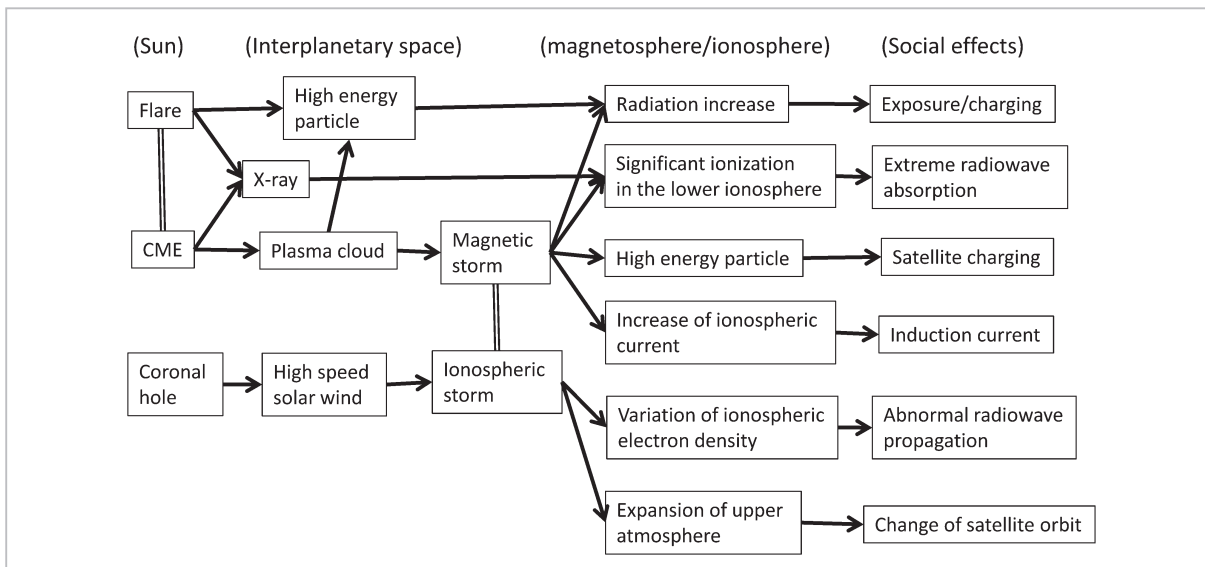 (Sun)
(Interplanetary space)
(magnetosphere/ionosphere)
(Social effects)
Flare
High energy
particle
Radiation increase
Exposure/charging
X-ray
Significant ionization
in the lower ionosphere
Extreme radiowave
absorption
CME
Plasma cloud
Magnetic
storm
High energy particle
Satellite charging
Increase of ionospheric
current
Induction current
Coronal
hole
High speed
solar wind
Ionospheric
storm
Variation of ionospheric
electron density
Abnormal radiowave
propagation
Expansion of upper
atmosphere
Change of satellite orbit